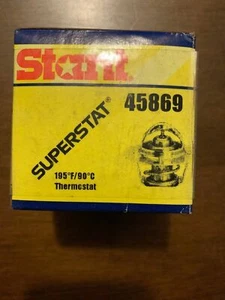 Stant
45869
SUPERSTAT®
195°F/90°C
Thermostat